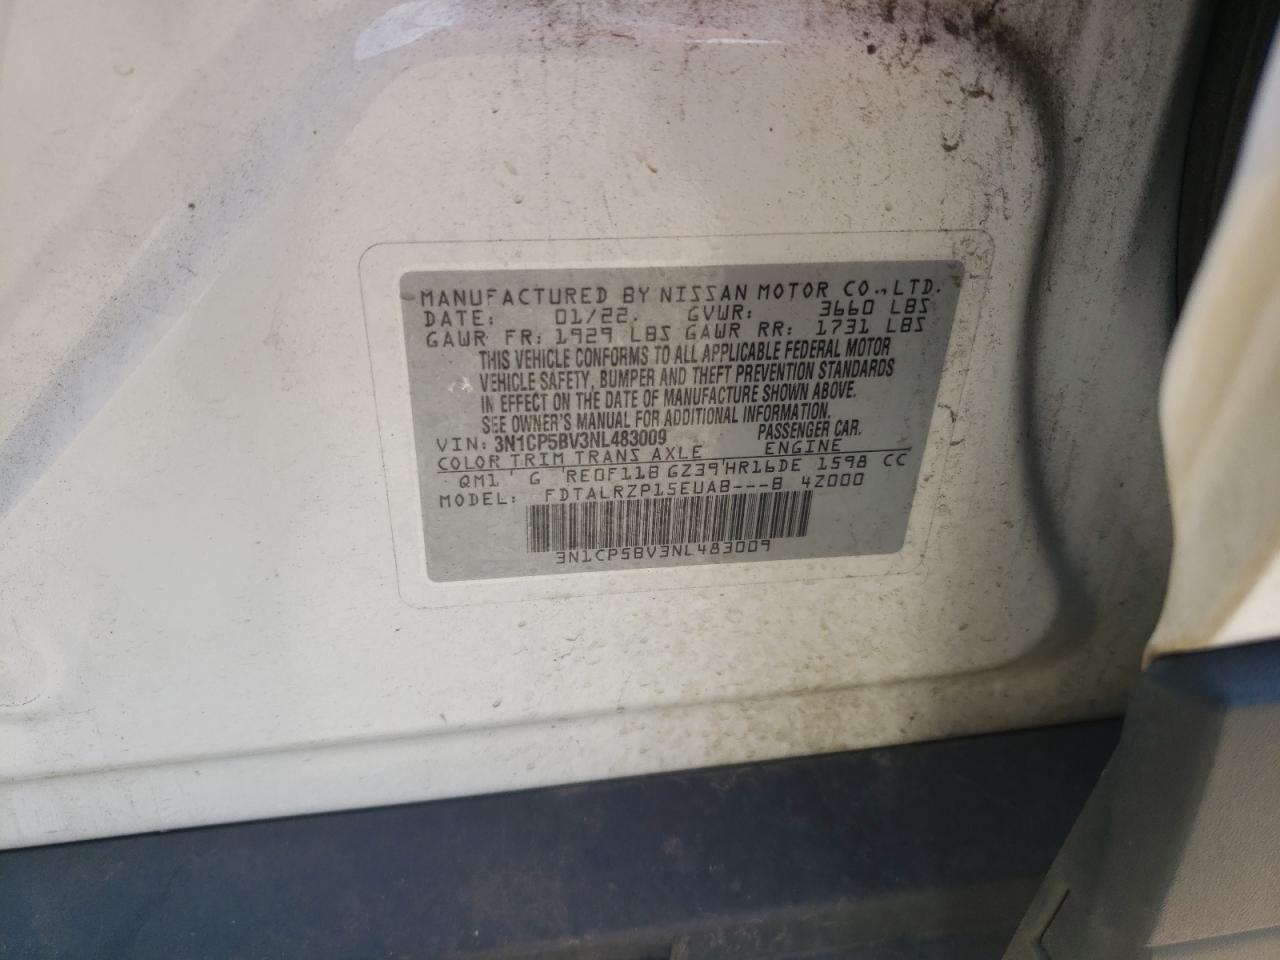 MANUFACTURED BY NISSAN MOTOR CO.,LTD.
DATE: 01/22. GVWR: 3660 LBS
GAWR FR: 1929 LBS GAWR RR: 1731 LBS
THIS VEHICLE CONFORMS TO ALL APPLICABLE FEDERAL MOTOR
VEHICLE SAFETY, BUMPER AND THEFT PREVENTION STANDARDS
IN EFFECT ON THE DATE OF MANUFACTURE SHOWN ABOVE.
SEE OWNER'S MANUAL FOR ADDITIONAL INFORMATION.
VIN: 3N1CP5BV3NL483009 PASSENGER CAR.
COLOR TRIM TRANS AXLE ENGINE
QM1' G 'RE0F11B GZ39'HR16DE 1598 CC
MODEL: FDTALRZP15EUAB---B 4Z000
3N1CP5BV3NL483009